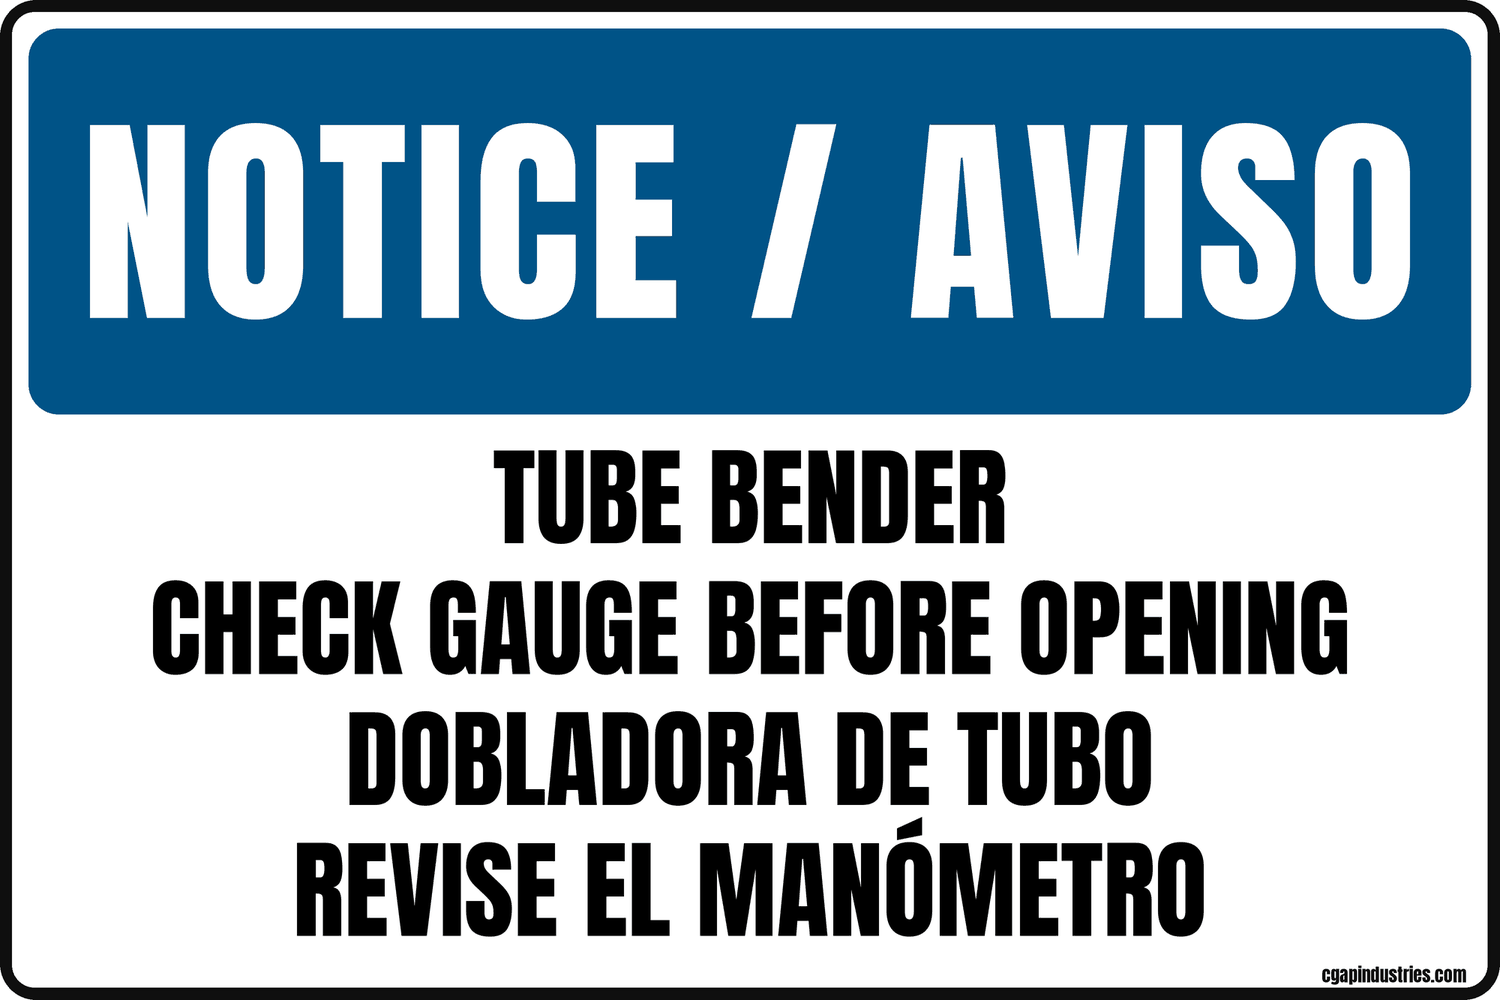 NOTICE / AVISO
TUBE BENDER
CHECK GAUGE BEFORE OPENING
DOBLADORA DE TUBO
REVISE EL MANÓMETRO
cgapindustries.com